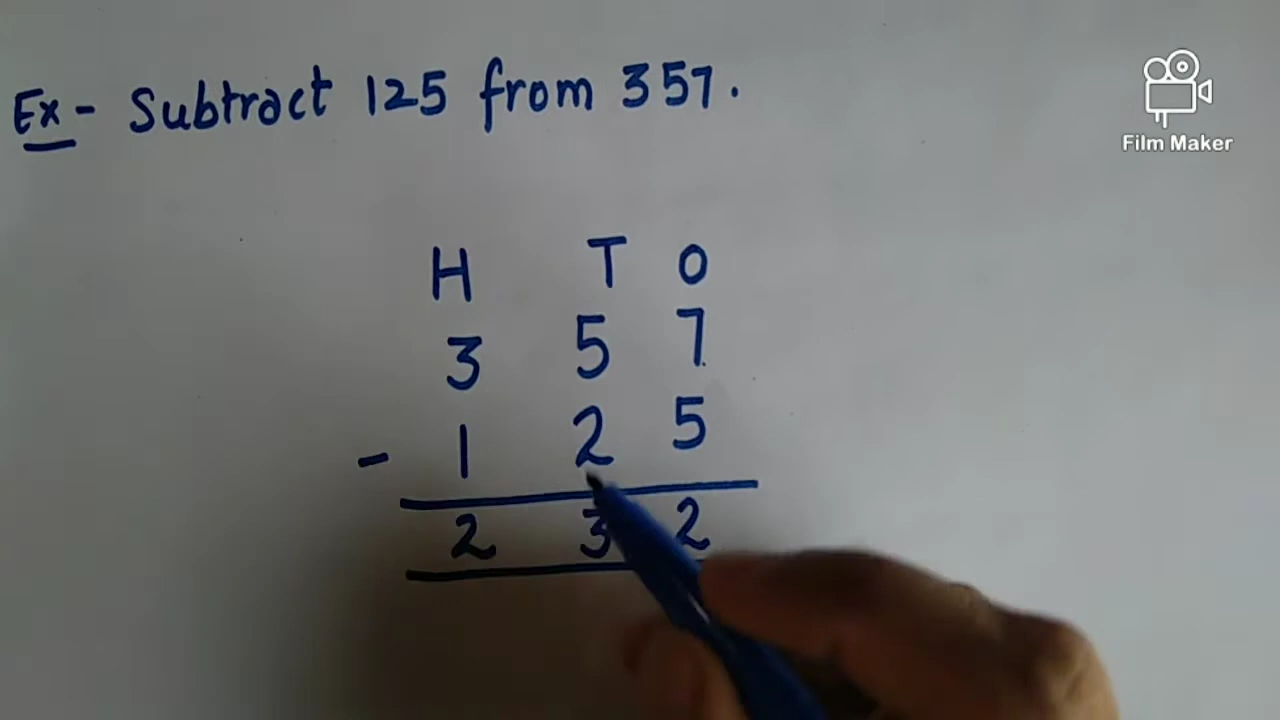 Ex- Subtract 125 from 357.
Film Maker
H T O
3 5 7
- 1 2 5
2 3 2